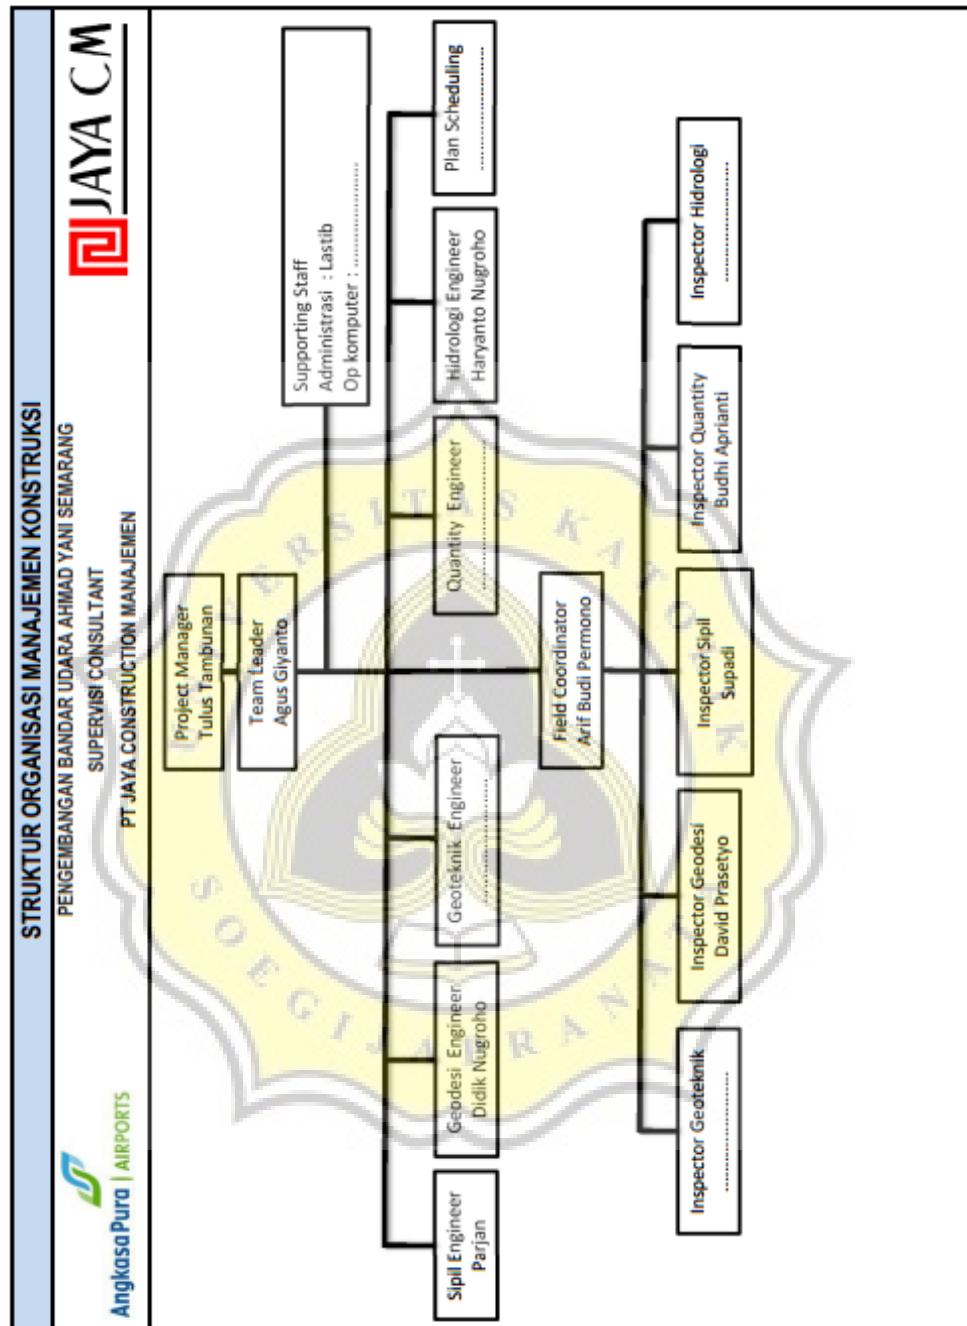 STRUKTUR ORGANISASI MANAJEMEN KONSTRUKSI
PENGEMBANGAN BANDAR UDARA AHMAD YANI SEMARANG
SUPERVISI CONSULTANT
PT JAYA CONSTRUCTION MANAJEMEN
AngkasaPura | AIRPORTS
JAYA CM
Project Manager
Tulus Tambunan
Team Leader
Agus Giyanto
Supporting Staff
Administrasi : Lastib
Op komputer : ........................
Sipil Engineer
Parjan
Geodesi Engineer
Didik Nugroho
Geoteknik Engineer
........................
Quantity Engineer
........................
Hidrologi Engineer
Haryanto Nugroho
Plan Scheduling
........................
Field Coordinator
Arif Budi Permono
Inspector Geoteknik
........................
Inspector Geodesi
David Prasetyo
Inspector Sipil
Supadi
Inspector Quantity
Budhi Aprianti
Inspector Hidrologi
........................
UNIVERSITAS KATOLIK
SOEGIJAPRANATA